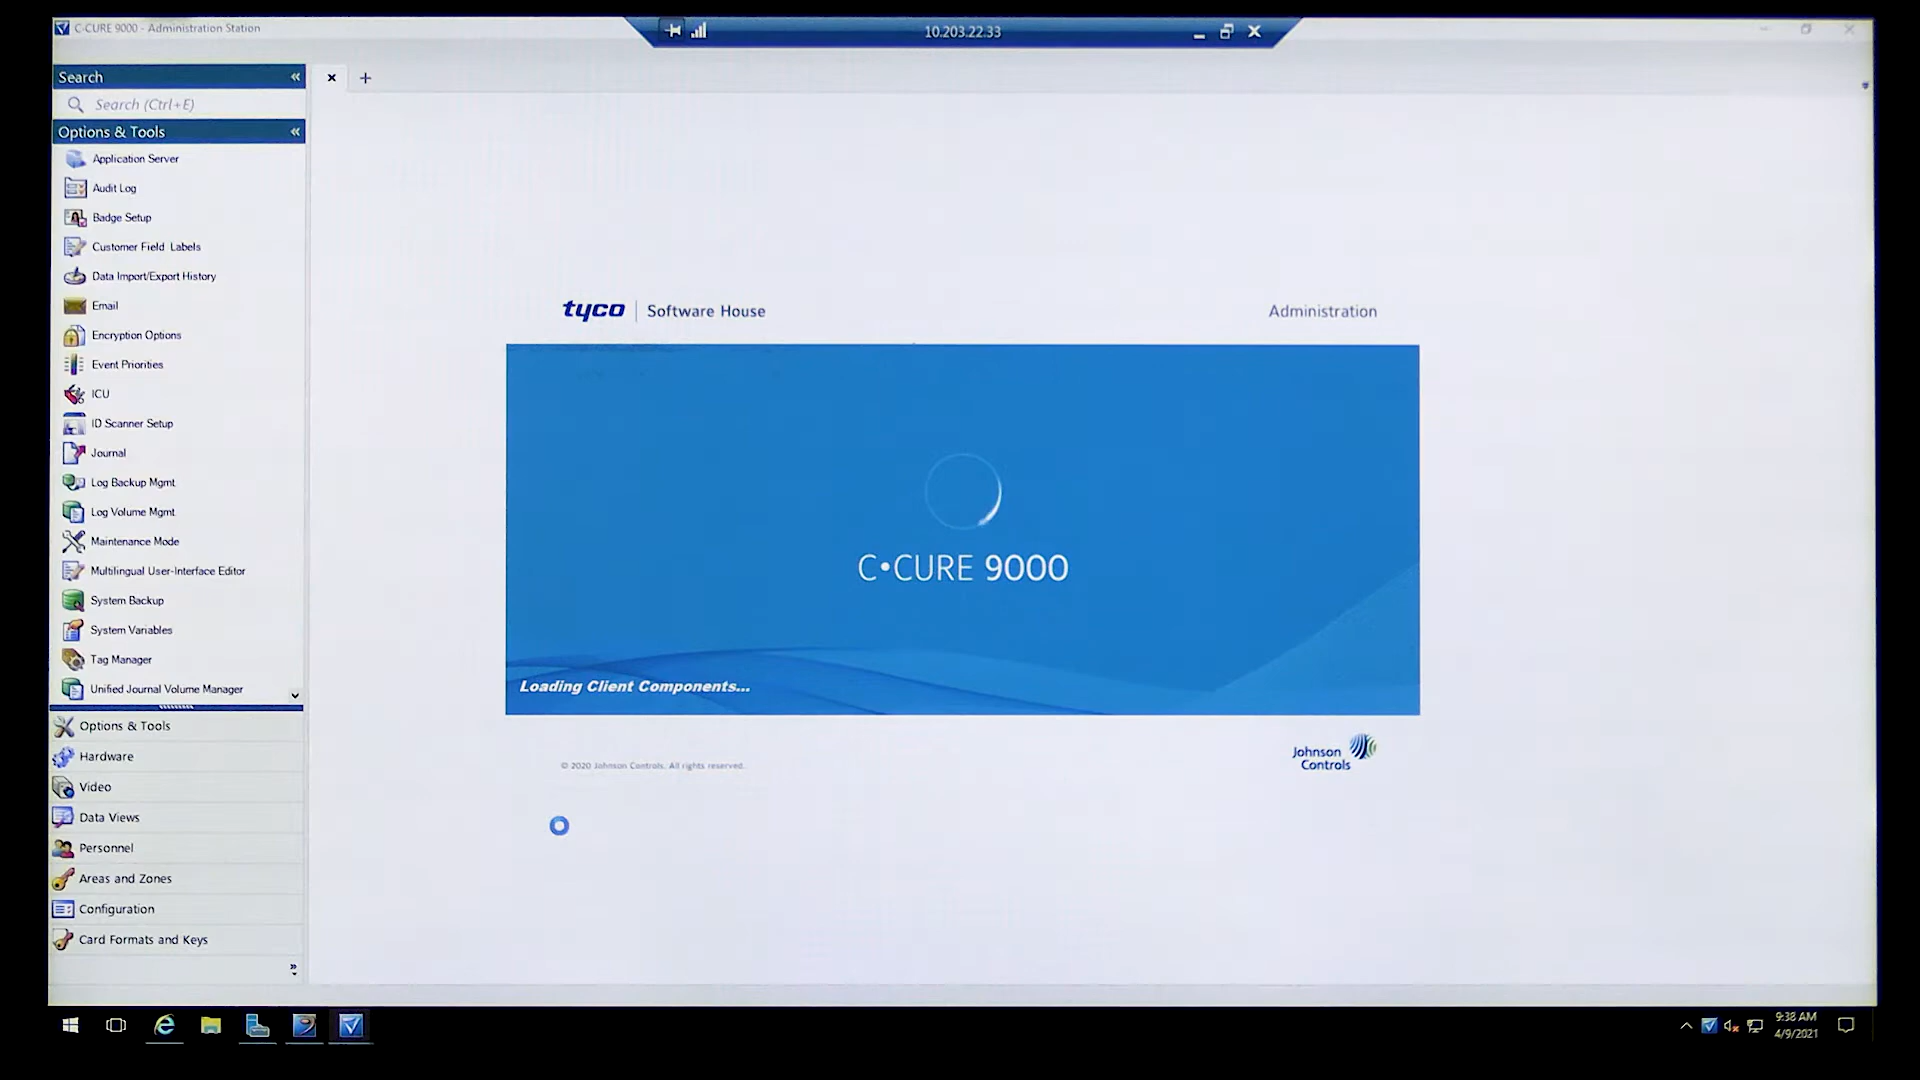 C-CURE 9000 - Administration Station
10.203.22.33
Search
Search (Ctrl+E)
Options & Tools
Application Server
Audit Log
Badge Setup
Customer Field Labels
Data Import/Export History
Email
Encryption Options
Event Priorities
ICU
ID Scanner Setup
Journal
Log Backup Mgmt
Log Volume Mgmt
Maintenance Mode
Multilingual User-Interface Editor
System Backup
System Variables
Tag Manager
Unified Journal Volume Manager
Options & Tools
Hardware
Video
Data Views
Personnel
Areas and Zones
Configuration
Card Formats and Keys
tyco Software House
Administration
C•CURE 9000
Loading Client Components...
© 2020 Johnson Controls. All rights reserved.
Johnson
Controls
9:38 AM
4/9/2021